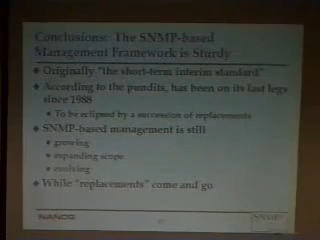 Conclusions: The SNMP-based
Management Framework is Sturdy
Originally "the short-term interim standard"
According to the pundits, has been on its last legs
since 1988
To be eclipsed by a succession of replacements
SNMP-based management is still
growing
expanding scope
evolving
While "replacements" come and go
NANOG
SNMP